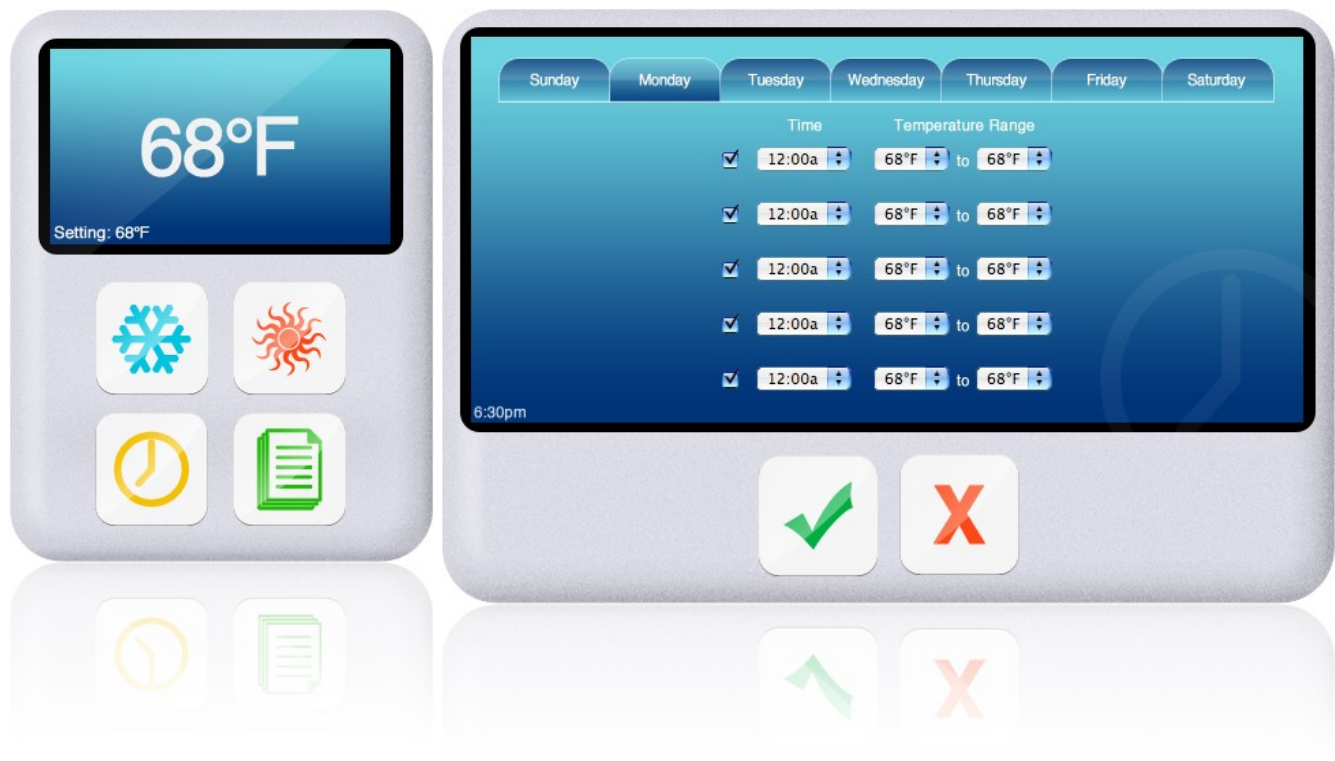 68°F
Setting: 68°F
Sunday Monday Tuesday Wednesday Thursday Friday Saturday
Time Temperature Range
12:00a 68°F to 68°F
12:00a 68°F to 68°F
12:00a 68°F to 68°F
12:00a 68°F to 68°F
12:00a 68°F to 68°F
6:30pm